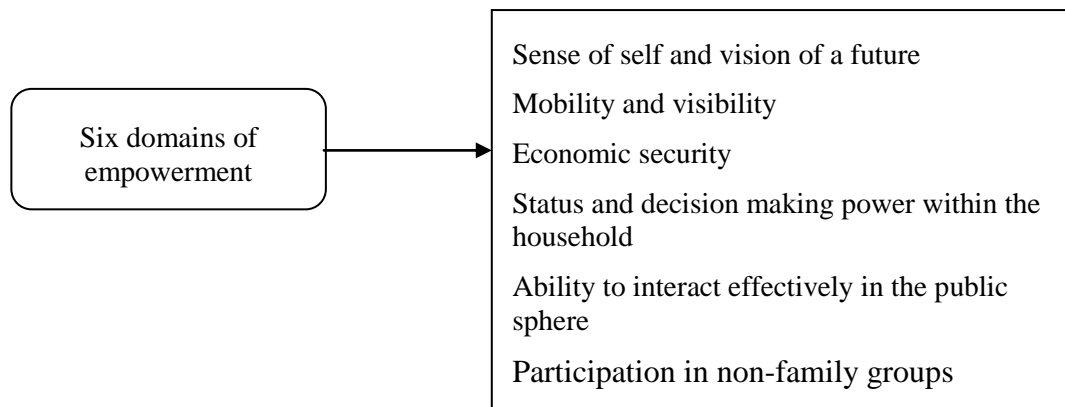 Six domains of
empowerment
Sense of self and vision of a future
Mobility and visibility
Economic security
Status and decision making power within the
household
Ability to interact effectively in the public
sphere
Participation in non-family groups